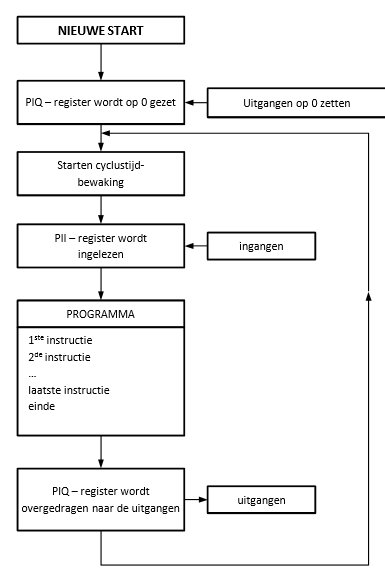 NIEUWE START
PIQ – register wordt op 0 gezet
Uitgangen op 0 zetten
Starten cyclustijd-
bewaking
PII – register wordt
ingelezen
ingangen
PROGRAMMA
1ste instructie
2de instructie
...
laatste instructie
einde
PIQ – register wordt
overgedragen naar de uitgangen
uitgangen